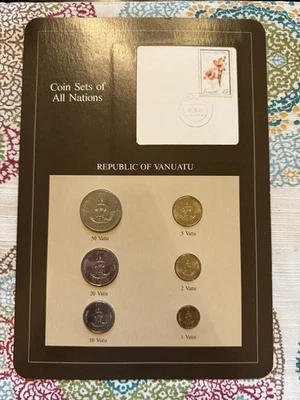 Coin Sets of
All Nations
REPUBLIC OF VANUATU
50 Vatu
5 Vatu
20 Vatu
2 Vatu
10 Vatu
1 Vatu